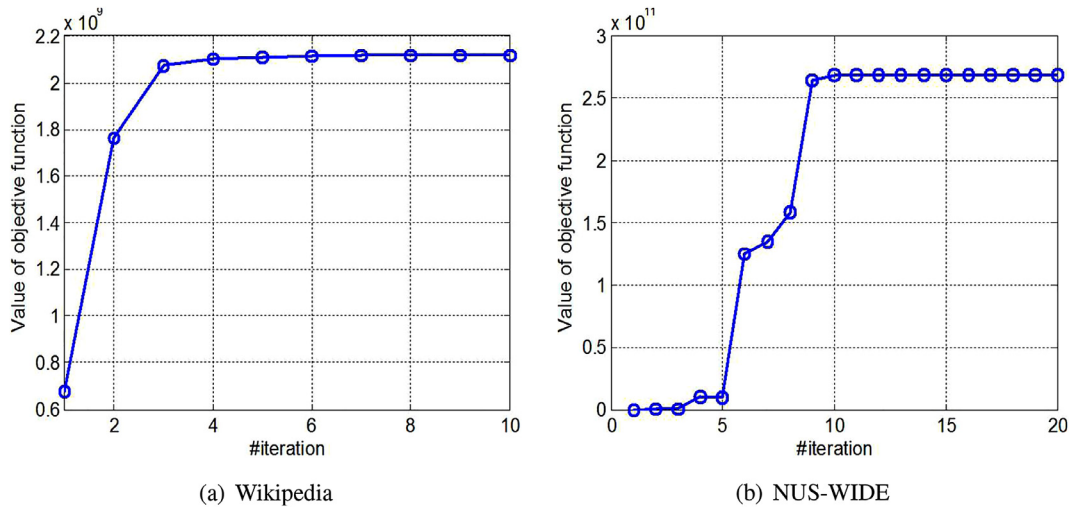 x 10^9
2.2
2
1.8
1.6
1.4
1.2
1
0.8
0.6
Value of objective function
2 4 6 8 10
#iteration
(a) Wikipedia
x 10^11
3
2.5
2
1.5
1
0.5
0
Value of objective function
0 5 10 15 20
#iteration
(b) NUS-WIDE